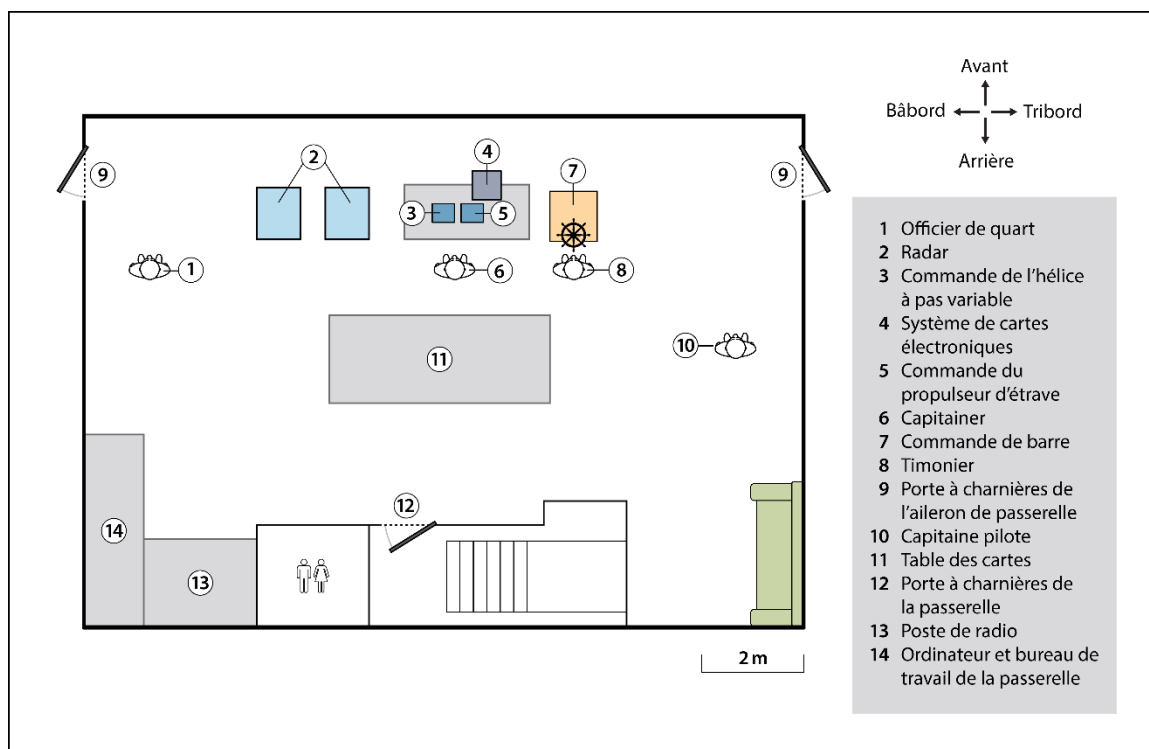 Avant
Bâbord
Tribord
Arrière
2
4
7
9
9
3
5
1
6
8
10
11
12
14
13
2 m
1 Officier de quart
2 Radar
3 Commande de l'hélice
à pas variable
4 Système de cartes
électroniques
5 Commande du
propulseur d'étrave
6 Capitainer
7 Commande de barre
8 Timonier
9 Porte à charnières de
l'aileron de passerelle
10 Capitaine pilote
11 Table des cartes
12 Porte à charnières de
la passerelle
13 Poste de radio
14 Ordinateur et bureau de
travail de la passerelle